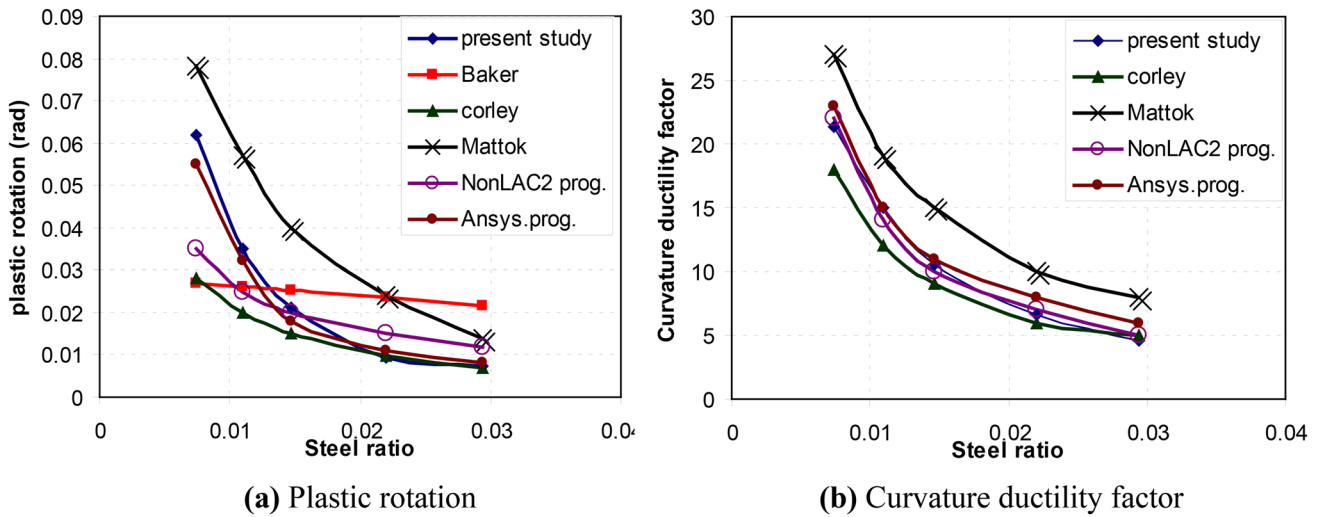 plastic rotation (rad)
0.09
0.08
0.07
0.06
0.05
0.04
0.03
0.02
0.01
0
0
0.01
0.02
0.03
0.04
Steel ratio
present study
Baker
corley
Mattok
NonLAC2 prog.
Ansys.prog.
(a) Plastic rotation
Curvature ductility factor
30
25
20
15
10
5
0
0
0.01
0.02
0.03
0.04
Steel ratio
present study
corley
Mattok
NonLAC2 prog.
Ansys.prog.
(b) Curvature ductility factor